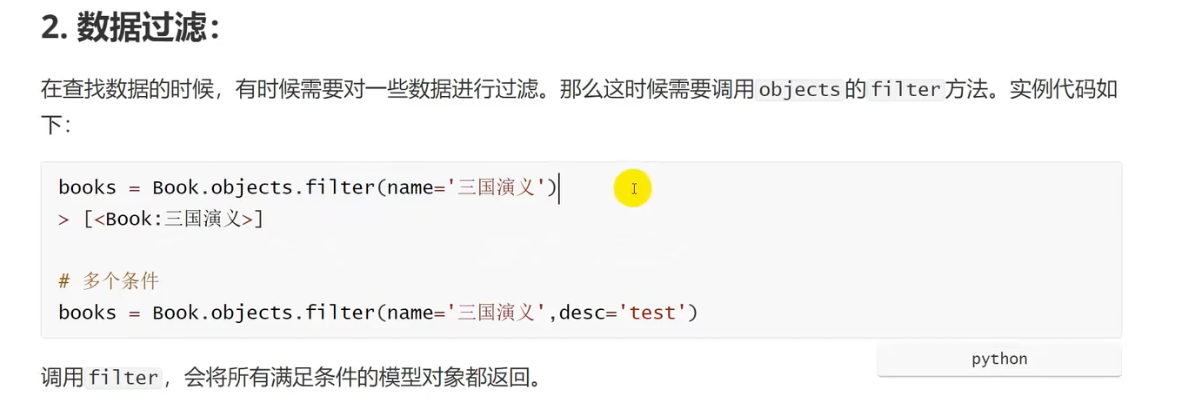 2. 数据过滤：
在查找数据的时候，有时候需要对一些数据进行过滤。那么这时候需要调用objects的filter方法。实例代码如
下：
books = Book.objects.filter(name='三国演义')
> [<Book:三国演义>]
# 多个条件
books = Book.objects.filter(name='三国演义',desc='test')
python
调用filter，会将所有满足条件的模型对象都返回。